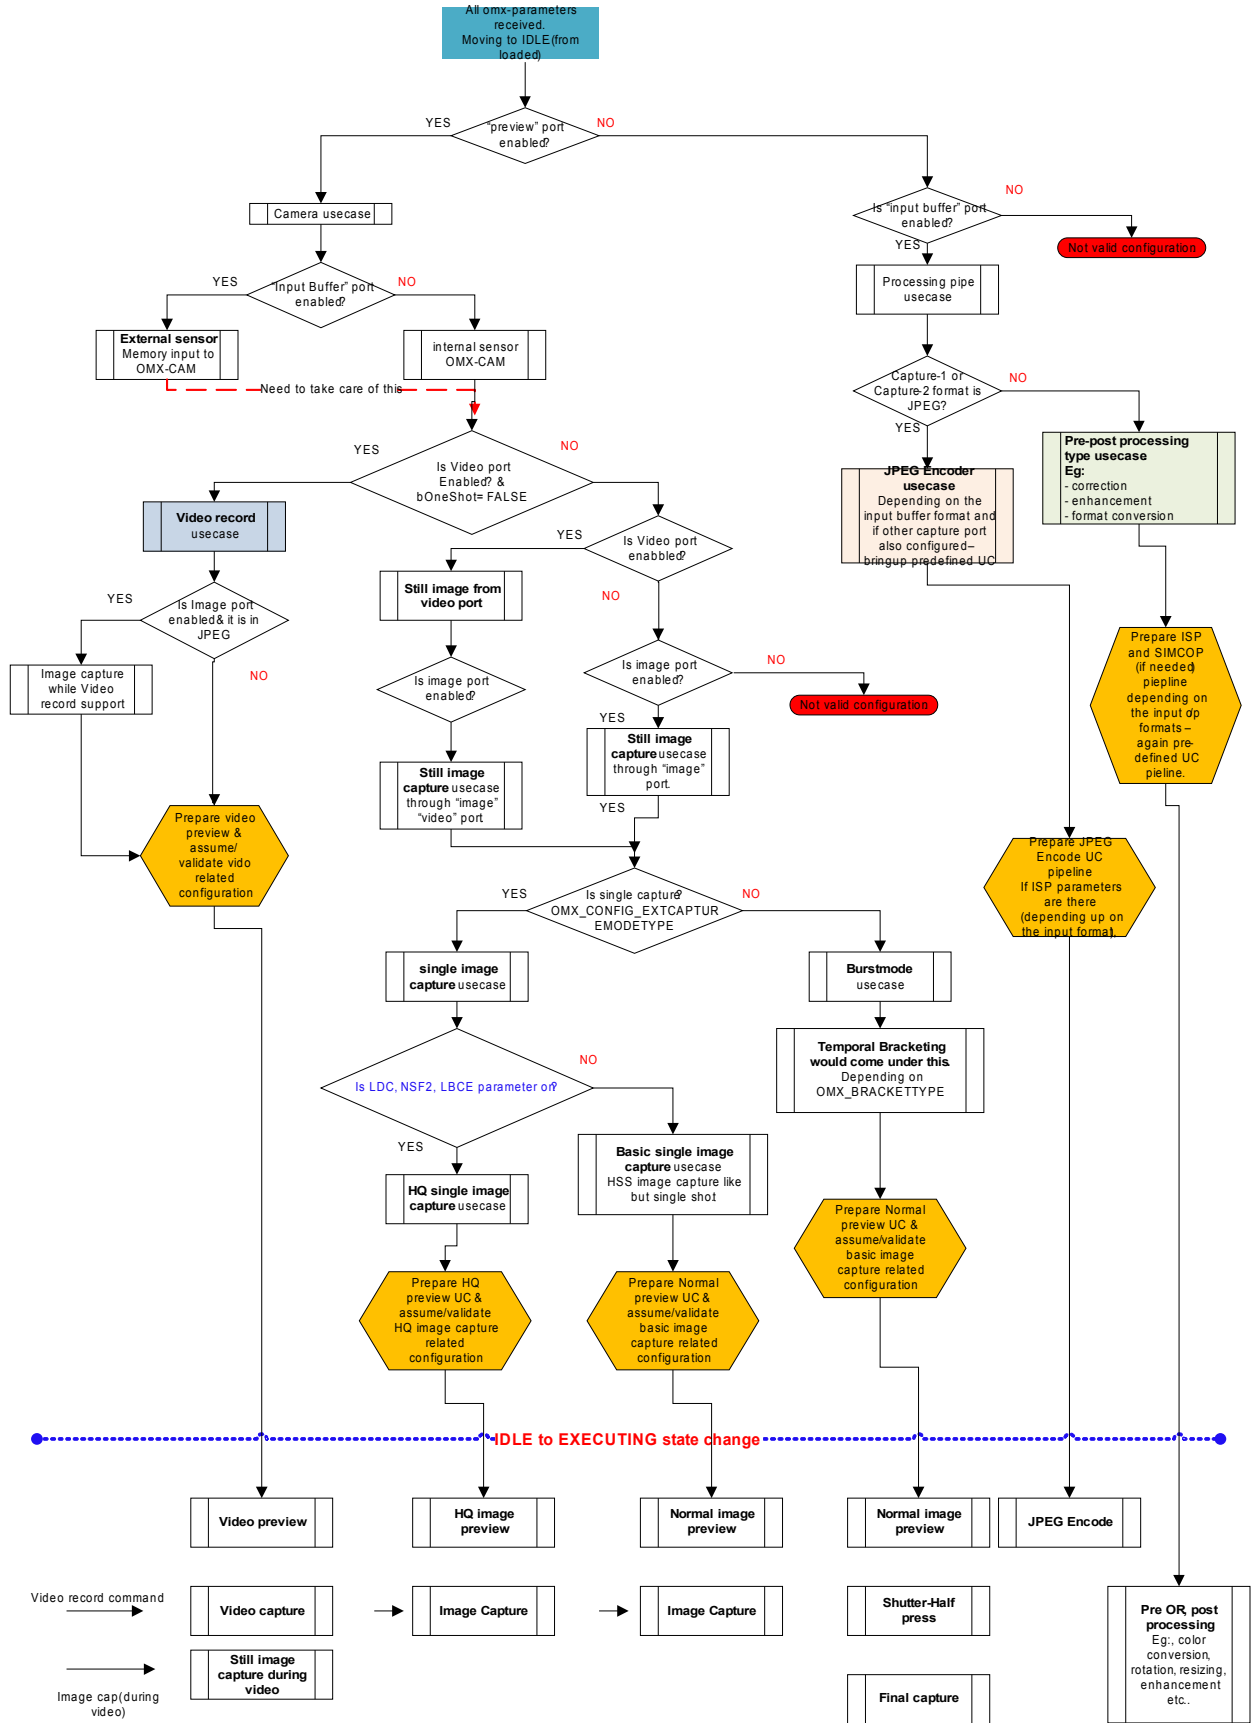 All omx-parameters
received.
Moving to IDLE(from
loaded)
"preview" port
enabled?
YES
NO
Camera usecase
Is "input buffer" port
enabled?
NO
YES
Not valid configuration
"Input Buffer" port
enabled?
YES
NO
Processing pipe
usecase
External sensor
Memory input to
OMX-CAM
internal sensor
OMX-CAM
Need to take care of this
Capture-1 or
Capture-2 format is
JPEG?
NO
YES
Is Video port
Enabled? &
bOneShot= FALSE
YES
NO
Pre-post processing
type usecase
Eg:
- correction
- enhancement
- format conversion
JPEG Encoder
usecase
Depending on the
input buffer format and
if other capture port
also configured–
bringup predefined UC
Video record
usecase
Is Video port
enabbled?
YES
NO
Still image from
video port
Is Image port
enabled& it is in
JPEG
YES
NO
Image capture
while Video
record support
Is image port
enabled?
Is image port
enabled?
NO
YES
Not valid configuration
Prepare ISP
and SIMCOP
(if needed)
piepline
depending on
the input o/p
formats –
again pre-
defined UC
pieline.
Still image
capture usecase
through "image"
port.
YES
Still image
capture usecase
through "image"
"video" port
Prepare video
preview &
assume/
validate vido
related
configuration
Prepare JPEG
Encode UC
pipeline
If ISP parameters
are there
(depending up on
the input format).
Is single capture?
OMX_CONFIG_EXTCAPTUR
EMODETYPE
YES
NO
single image
capture usecase
Burstmode
usecase
Temporal Bracketing
would come under this.
Depending on
OMX_BRACKETTYPE
Is LDC, NSF2, LBCE parameter on?
NO
YES
Basic single image
capture usecase
HSS image capture like
but single shot.
HQ single image
capture usecase
Prepare Normal
preview UC &
assume/validate
basic image
capture related
configuration
Prepare HQ
preview UC &
assume/validate
HQ image capture
related
configuration
Prepare Normal
preview UC &
assume/validate
basic image
capture related
configuration
IDLE to EXECUTING state change
Video preview
HQ image
preview
Normal image
preview
Normal image
preview
JPEG Encode
Video record command
Video capture
Image Capture
Image Capture
Shutter-Half
press
Pre OR, post
processing
Eg:, color
conversion,
rotation, resizing,
enhancement
etc..
Still image
capture during
video
Image cap(during
video)
Final capture